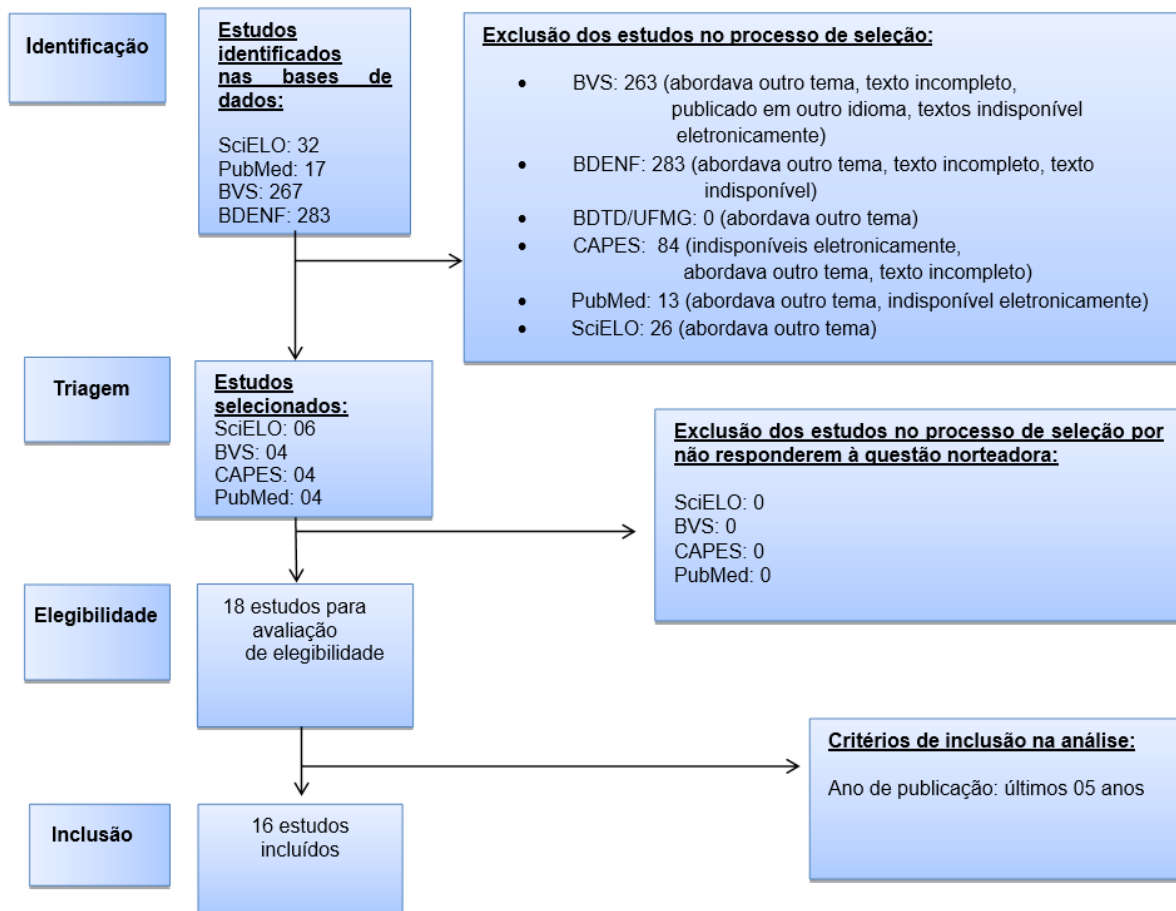 Identificação
Estudos
identificados
nas bases de
dados:
SciELO: 32
PubMed: 17
BVS: 267
BDENF: 283
Exclusão dos estudos no processo de seleção:
• BVS: 263 (abordava outro tema, texto incompleto,
publicado em outro idioma, textos indisponível
eletronicamente)
• BDENF: 283 (abordava outro tema, texto incompleto, texto
indisponível)
• BDTD/UFMG: 0 (abordava outro tema)
• CAPES: 84 (indisponíveis eletronicamente,
abordava outro tema, texto incompleto)
• PubMed: 13 (abordava outro tema, indisponível eletronicamente)
• SciELO: 26 (abordava outro tema)
Triagem
Estudos
selecionados:
SciELO: 06
BVS: 04
CAPES: 04
PubMed: 04
Exclusão dos estudos no processo de seleção por
não responderem à questão norteadora:
SciELO: 0
BVS: 0
CAPES: 0
PubMed: 0
Elegibilidade
18 estudos para
avaliação
de elegibilidade
Critérios de inclusão na análise:
Ano de publicação: últimos 05 anos
Inclusão
16 estudos
incluídos